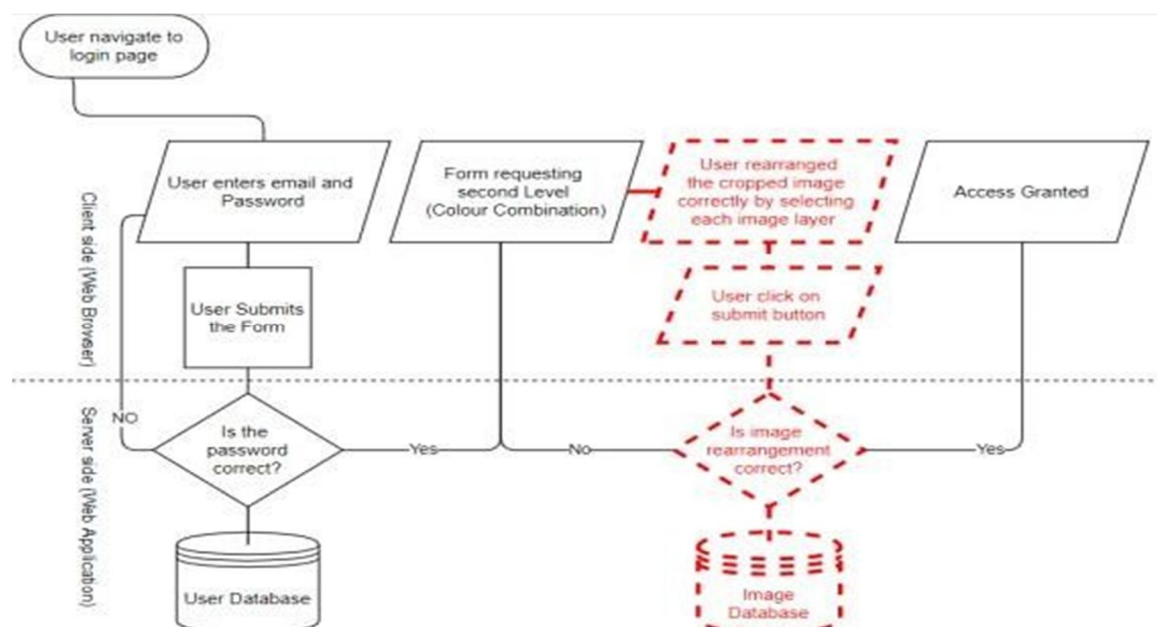 User navigate to
login page
User enters email and
Password
Form requesting
second Level
(Colour Combination)
User rearranged
the cropped image
correctly by selecting
each image layer
Access Granted
Client side (Web Browser)
User Submits
the Form
User click on
submit button
NO
Is the
password
correct?
Yes
No
Is image
rearrangement
correct?
Yes
Server side (Web Application)
User Database
Image
Database